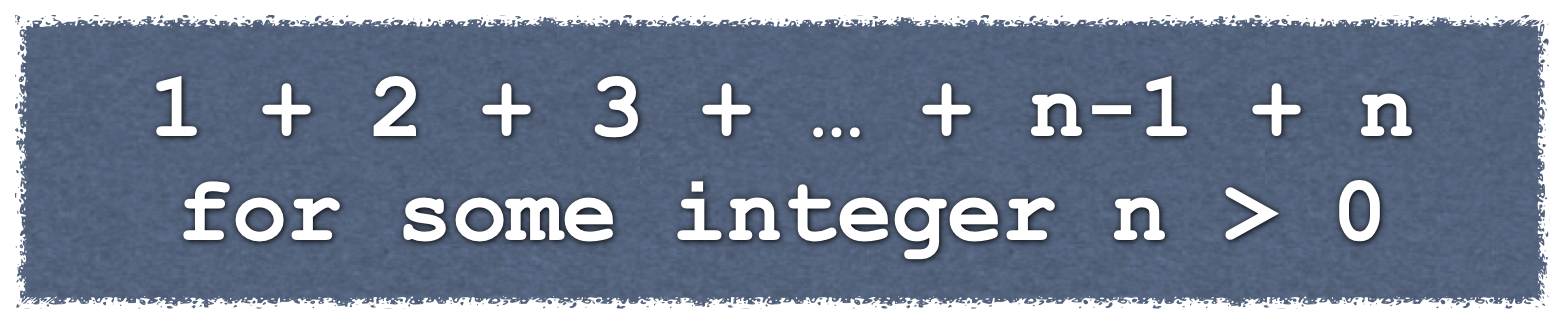 1 + 2 + 3 + … + n-1 + n
for some integer n > 0